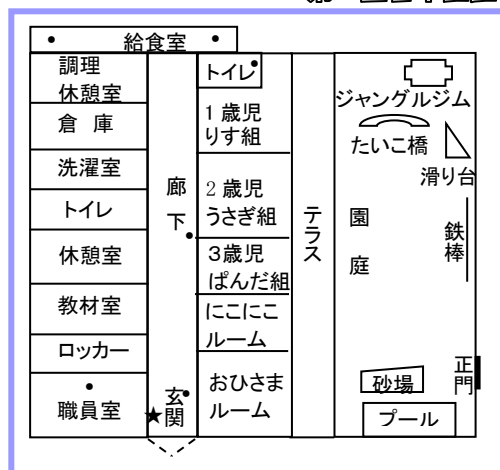 給食室
調理
休憩室
倉 庫
洗濯室
トイレ
休憩室
教材室
ロッカー
職員室
廊下
玄関
トイレ
1歳児
りす組
2歳児
うさぎ組
3歳児
ぱんだ組
にこにこ
ルーム
おひさま
ルーム
テラス
園庭
ジャングルジム
たいこ橋
滑り台
鉄棒
正門
砂場
プール